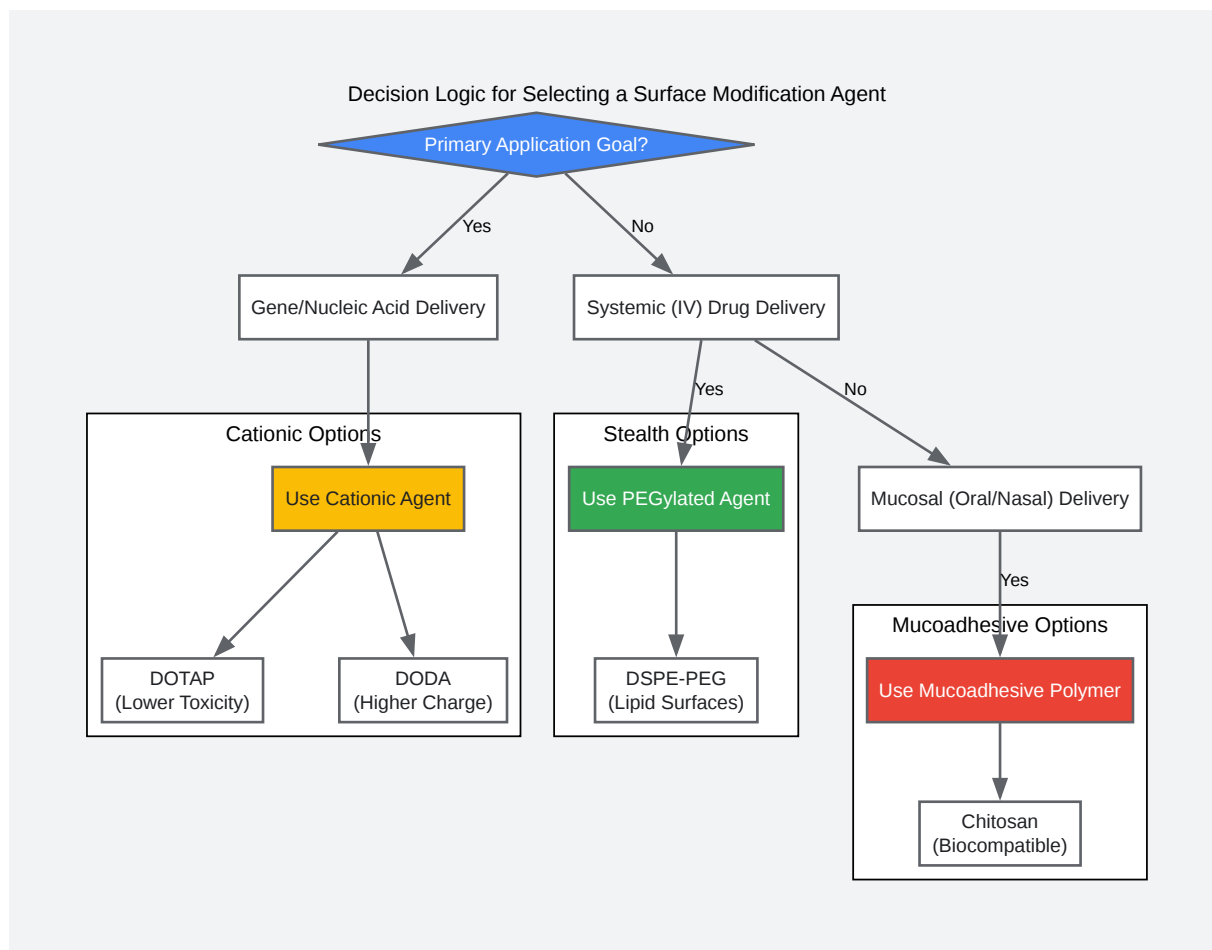 Decision Logic for Selecting a Surface Modification Agent
Primary Application Goal?
Yes
No
Gene/Nucleic Acid Delivery
Systemic (IV) Drug Delivery
Yes
No
Cationic Options
Stealth Options
Use Cationic Agent
Use PEGylated Agent
Mucosal (Oral/Nasal) Delivery
Yes
Mucoadhesive Options
DOTAP
(Lower Toxicity)
DODA
(Higher Charge)
DSPE-PEG
(Lipid Surfaces)
Use Mucoadhesive Polymer
Chitosan
(Biocompatible)